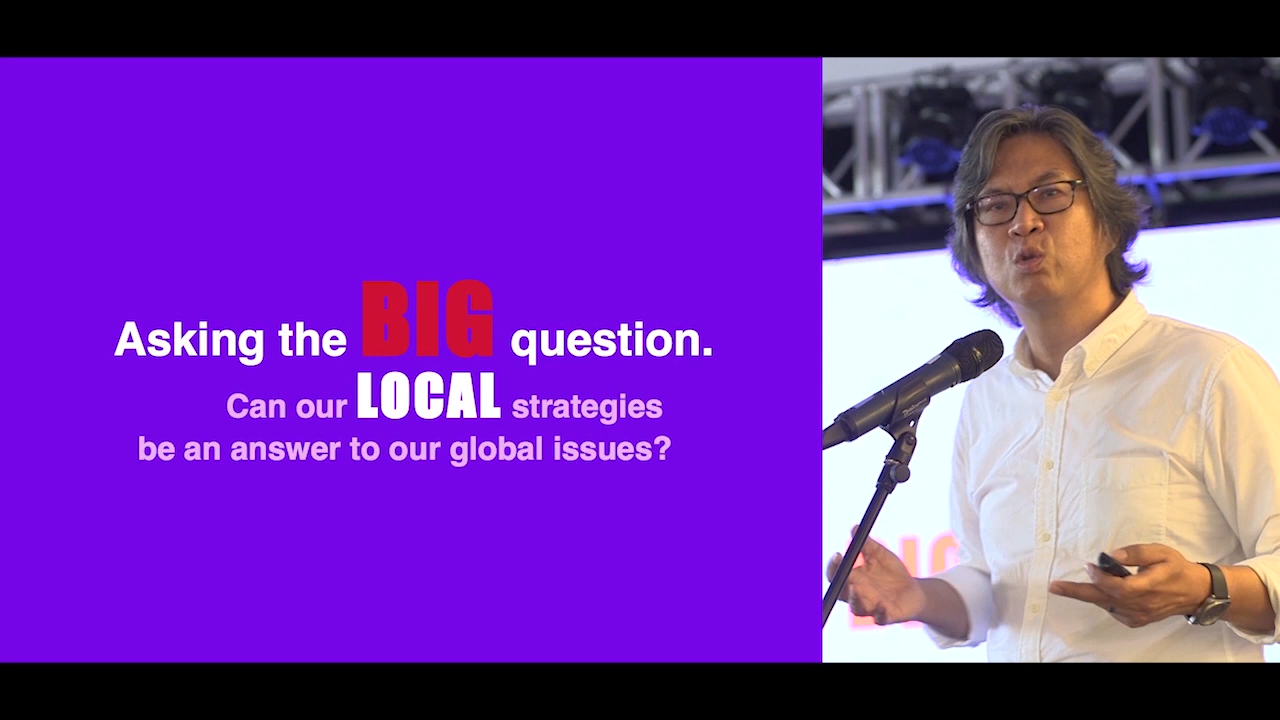 Asking the BIG question.
Can our LOCAL strategies
be an answer to our global issues?